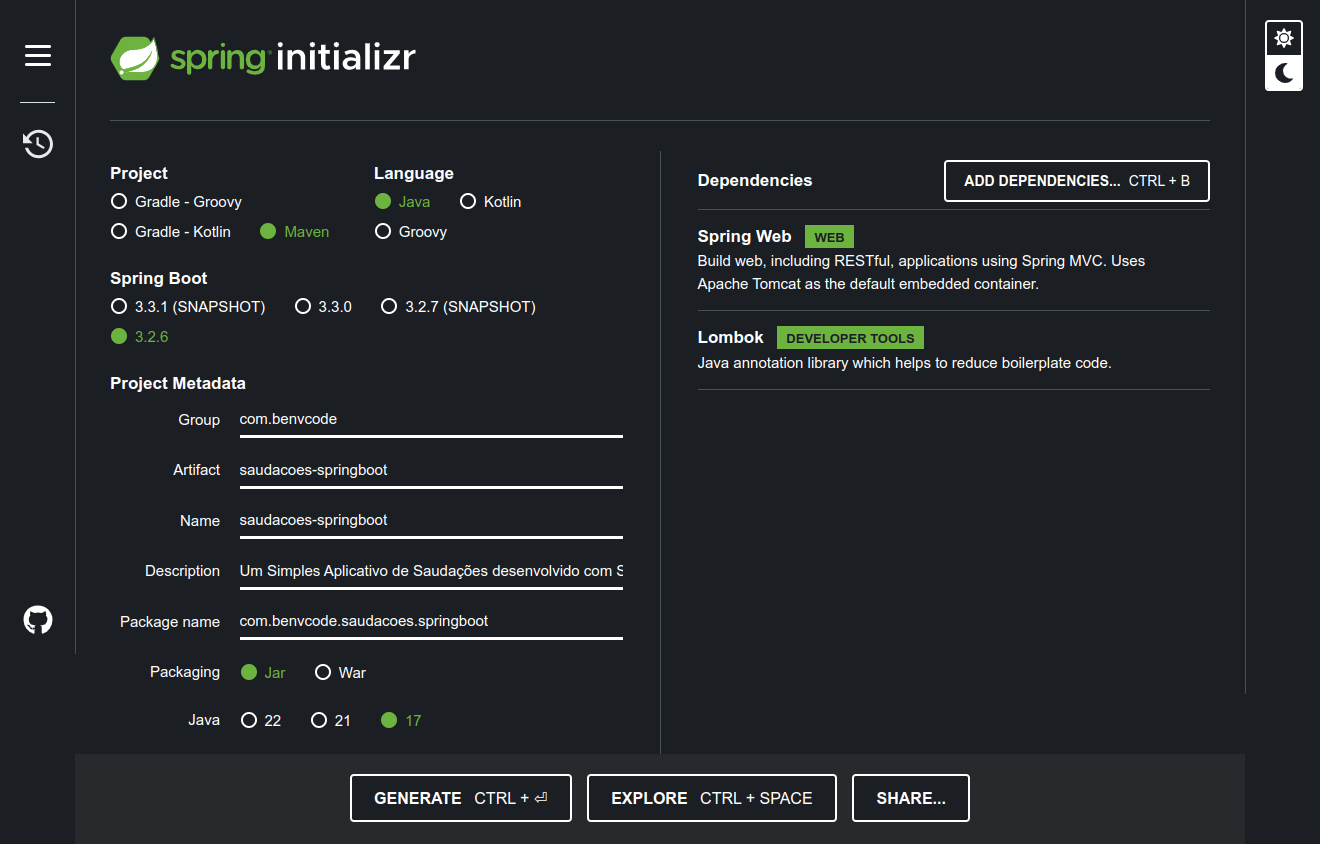 spring initializr
Project
Gradle - Groovy
Gradle - Kotlin Maven
Language
Java Kotlin
Groovy
Spring Boot
3.3.1 (SNAPSHOT) 3.3.0 3.2.7 (SNAPSHOT)
3.2.6
Project Metadata
Group com.benvcode
Artifact saudacoes-springboot
Name saudacoes-springboot
Description Um Simples Aplicativo de Saudações desenvolvido com S
Package name com.benvcode.saudacoes.springboot
Packaging Jar War
Java 22 21 17
Dependencies ADD DEPENDENCIES... CTRL + B
Spring Web WEB
Build web, including RESTful, applications using Spring MVC. Uses
Apache Tomcat as the default embedded container.
Lombok DEVELOPER TOOLS
Java annotation library which helps to reduce boilerplate code.
GENERATE CTRL + ⏎ EXPLORE CTRL + SPACE SHARE...